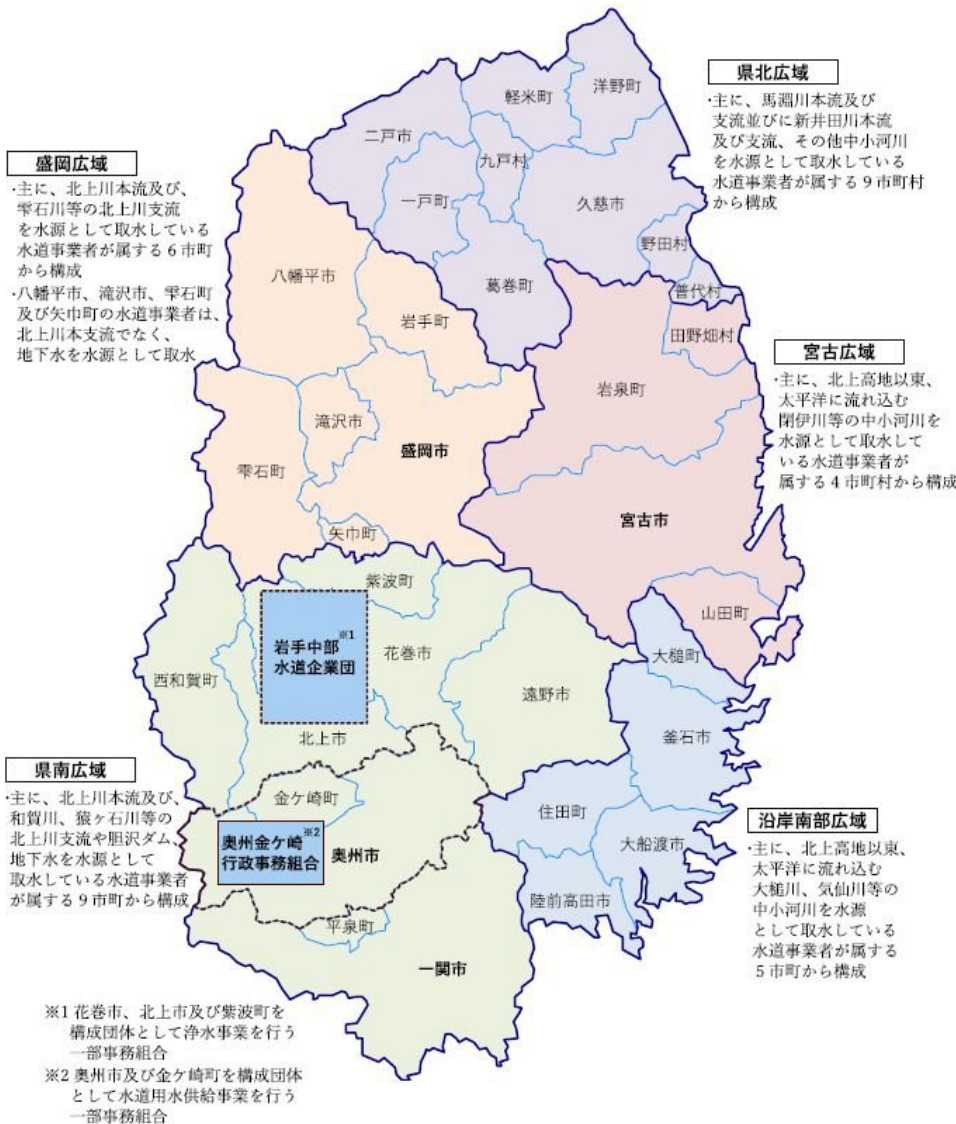 県北広域
・主に、馬淵川本流及び
支流並びに新井田川本流
及び支流、その他中小河川
を水源として取水している
水道事業者が属する９市町村
から構成
盛岡広域
・主に、北上川本流及び、
雫石川等の北上川支流
を水源として取水している
水道事業者が属する６市町
から構成
・八幡平市、滝沢市、雫石町
及び矢巾町の水道事業者は、
北上川本支流でなく、
地下水を水源として取水
宮古広域
・主に、北上高地以東、
太平洋に流れ込む
閉伊川等の中小河川を
水源として取水して
いる水道事業者が
属する４市町村から構成
県南広域
・主に、北上川本流及び、
和賀川、猿ヶ石川等の
北上川支流や胆沢ダム、
地下水を水源として
取水している水道事業者
が属する９市町から構成
沿岸南部広域
・主に、北上高地以東、
太平洋に流れ込む
大槌川、気仙川等の
中小河川を水源
として取水している
水道事業者が属する
５市町から構成
洋野町
軽米町
二戸市
九戸村
一戸町
久慈市
野田村
普代村
葛巻町
八幡平市
岩手町
田野畑村
岩泉町
滝沢市
盛岡市
雫石町
矢巾町
宮古市
山田町
紫波町
岩手中部※1
水道企業団
花巻市
西和賀町
遠野市
大槌町
釜石市
北上市
金ケ崎町
奥州金ケ崎※2
行政事務組合
奥州市
住田町
大船渡市
陸前高田市
平泉町
一関市
※1 花巻市、北上市及び紫波町を
構成団体として浄水事業を行う
一部事務組合
※2 奥州市及び金ケ崎町を構成団体
として水道用水供給事業を行う
一部事務組合